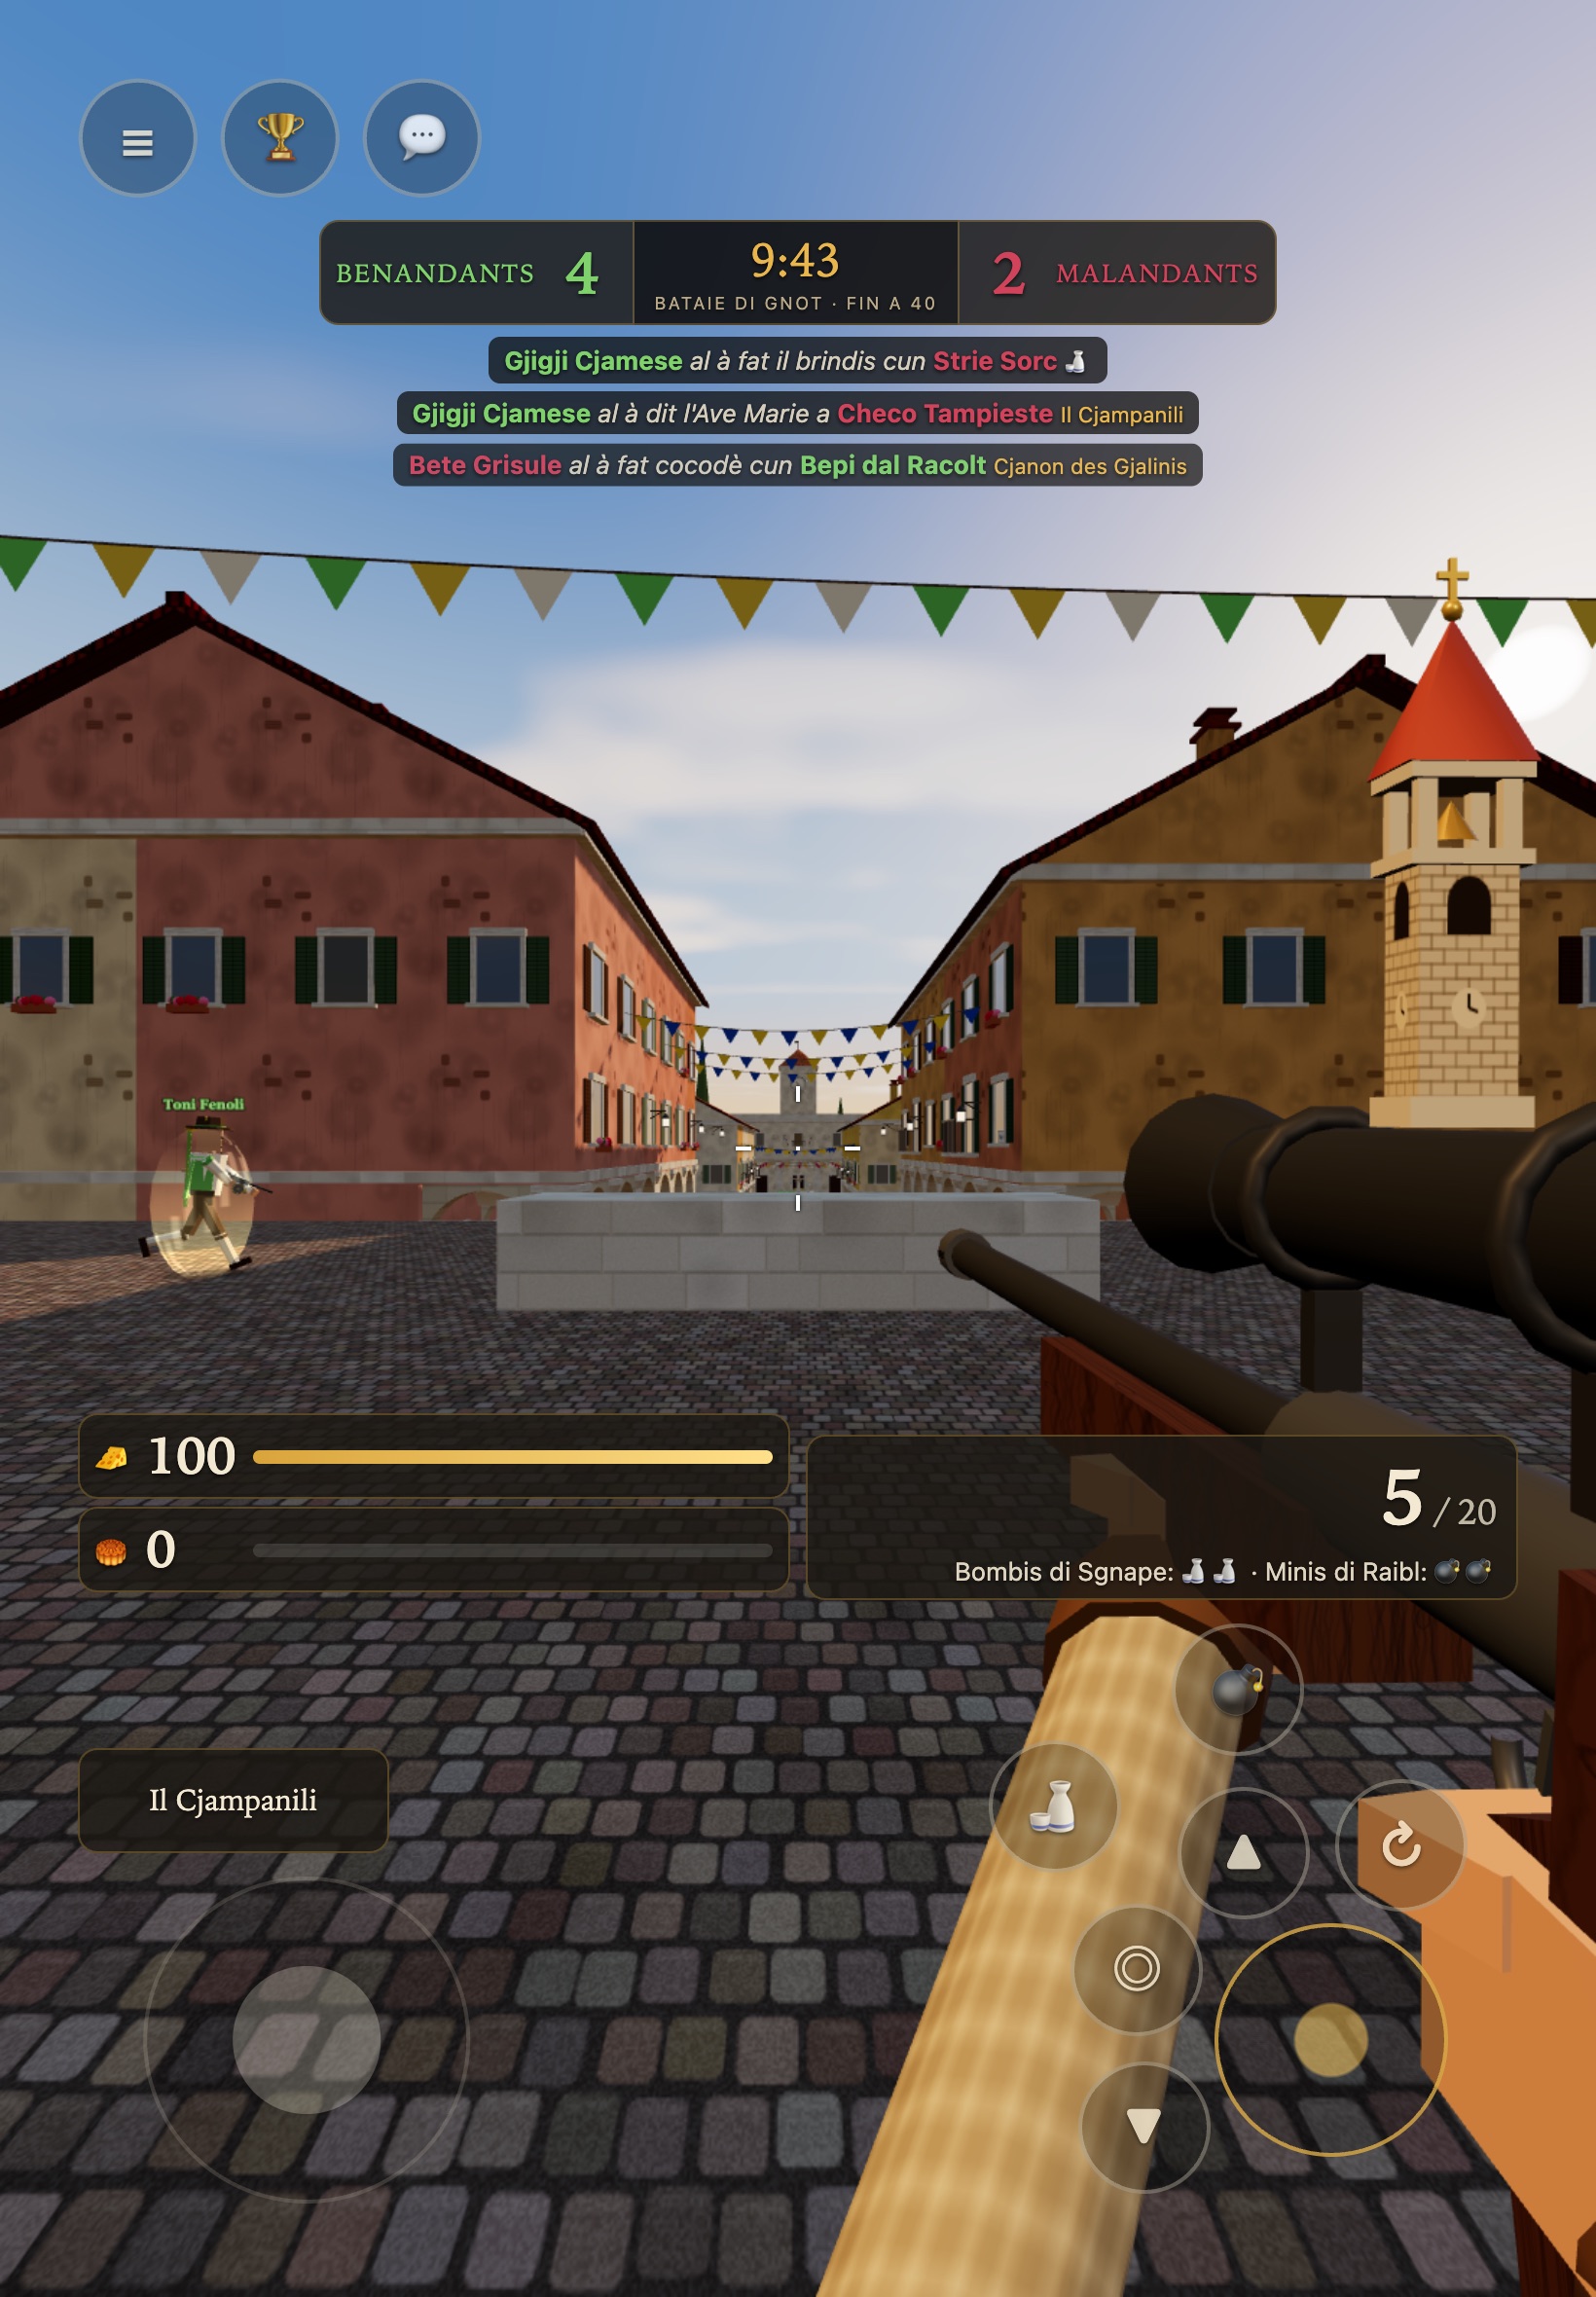 BENANDANTS 4
9:43
BATAIE DI GNOT · FIN A 40
2 MALANDANTS
Gjigji Cjamese al à fat il brindis cun Strie Sorc
Gjigji Cjamese al à dit l'Ave Marie a Checo Tampieste Il Cjampanili
Bete Grisule al à fat cocodè cun Bepi dal Racolt Cjanon des Gjalinis
Toni Fenoli
100
0
5 / 20
Bombis di Sgnape: · Minis di Raibl:
Il Cjampanili